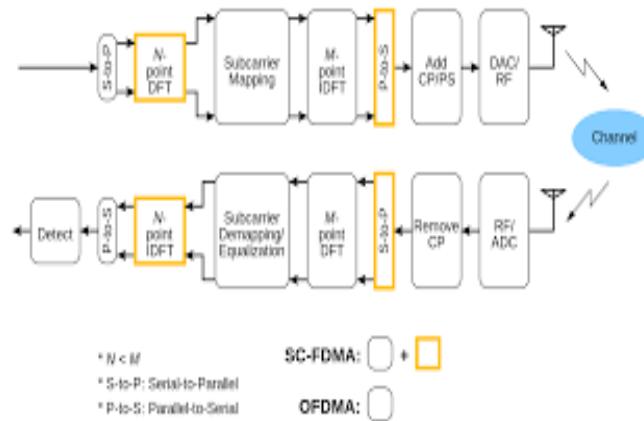 S-to-P
N-
point
DFT
Subcarrier
Mapping
M-
point
IDFT
P-to-S
Add
CP/PS
DAC/
RF
Channel
Detect
P-to-S
N-
point
IDFT
Subcarrier
Demapping/
Equalization
M-
point
DFT
S-to-P
Remove
CP
RF/
ADC
* N < M
* S-to-P: Serial-to-Parallel
* P-to-S: Parallel-to-Serial
SC-FDMA: +
OFDMA: